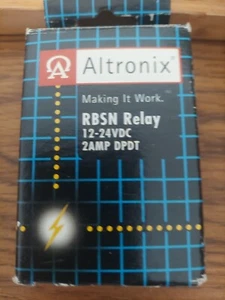 Altronix
Making It Work.
RBSN Relay
12-24VDC
2AMP DPDT